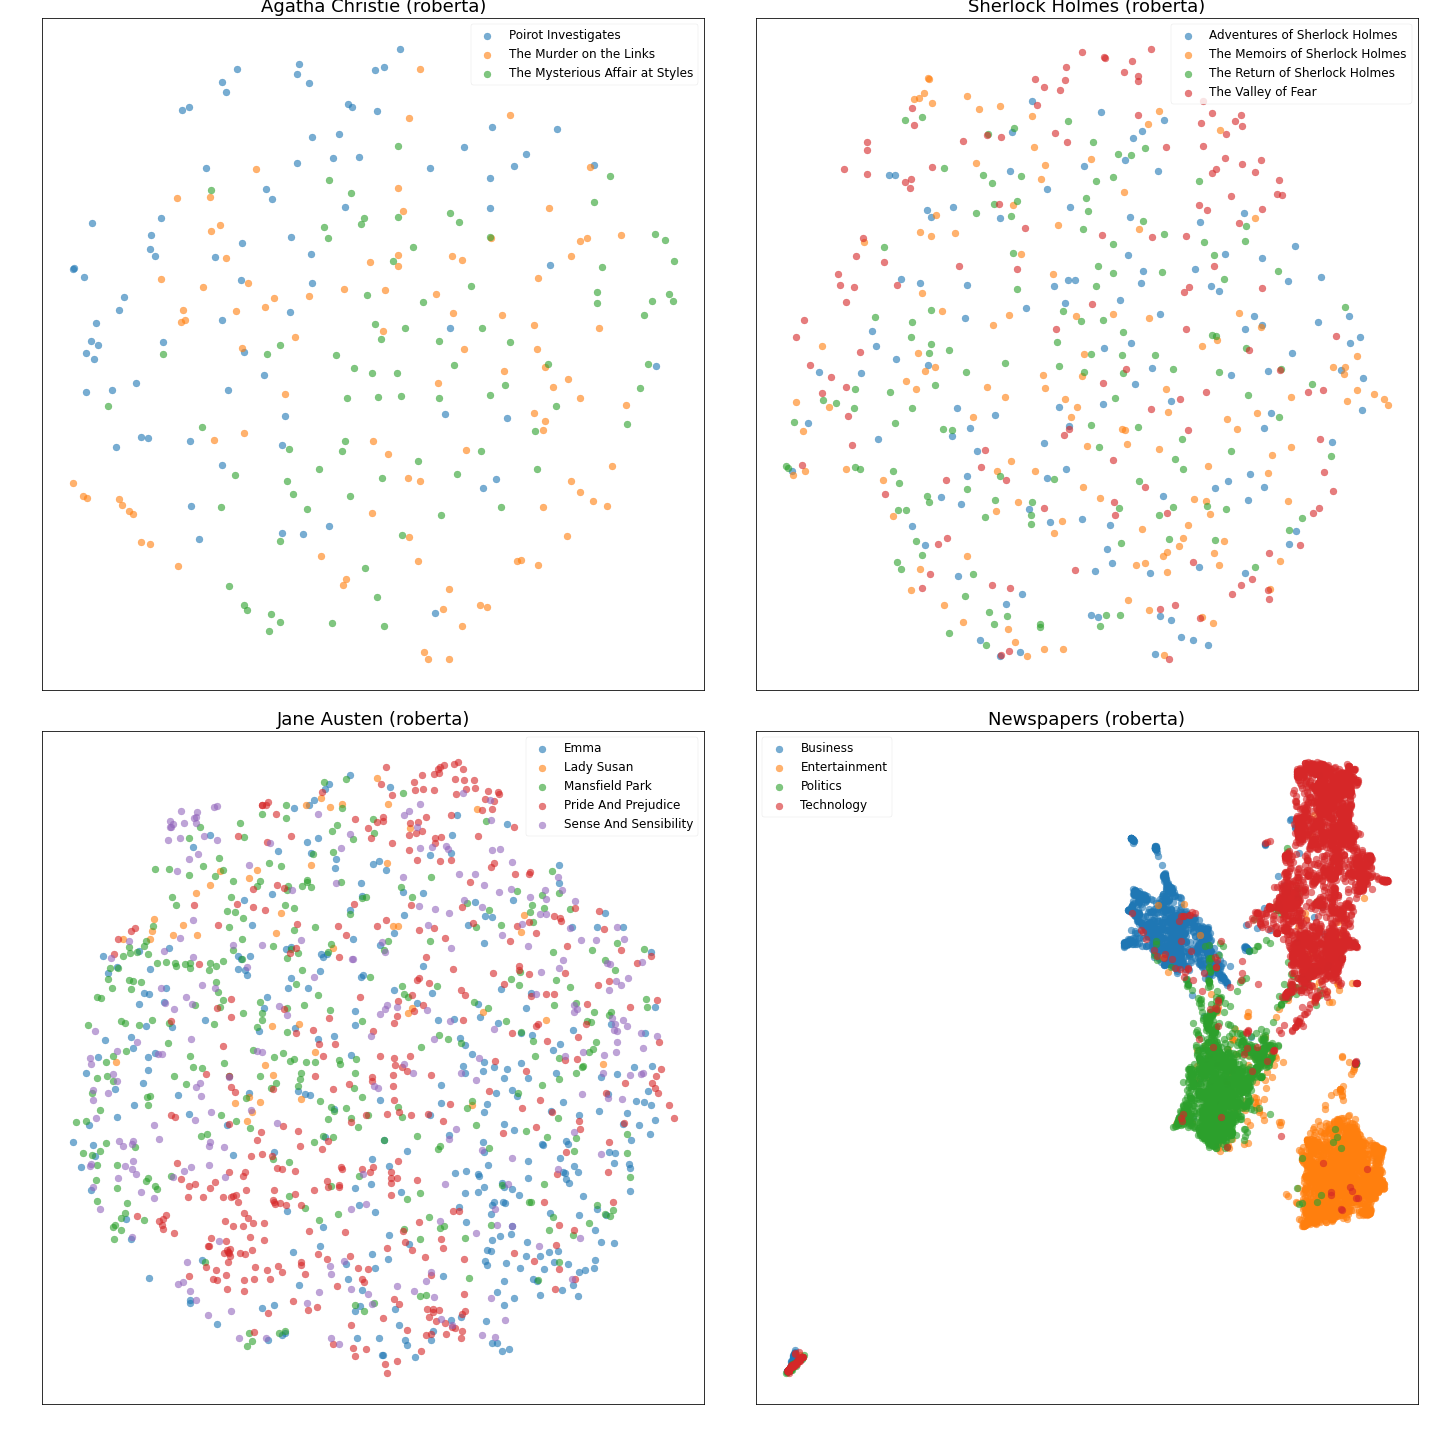 Agatha Christie (roberta)
Poirot Investigates
The Murder on the Links
The Mysterious Affair at Styles
Sherlock Holmes (roberta)
Adventures of Sherlock Holmes
The Memoirs of Sherlock Holmes
The Return of Sherlock Holmes
The Valley of Fear
Jane Austen (roberta)
Emma
Lady Susan
Mansfield Park
Pride And Prejudice
Sense And Sensibility
Newspapers (roberta)
Business
Entertainment
Politics
Technology